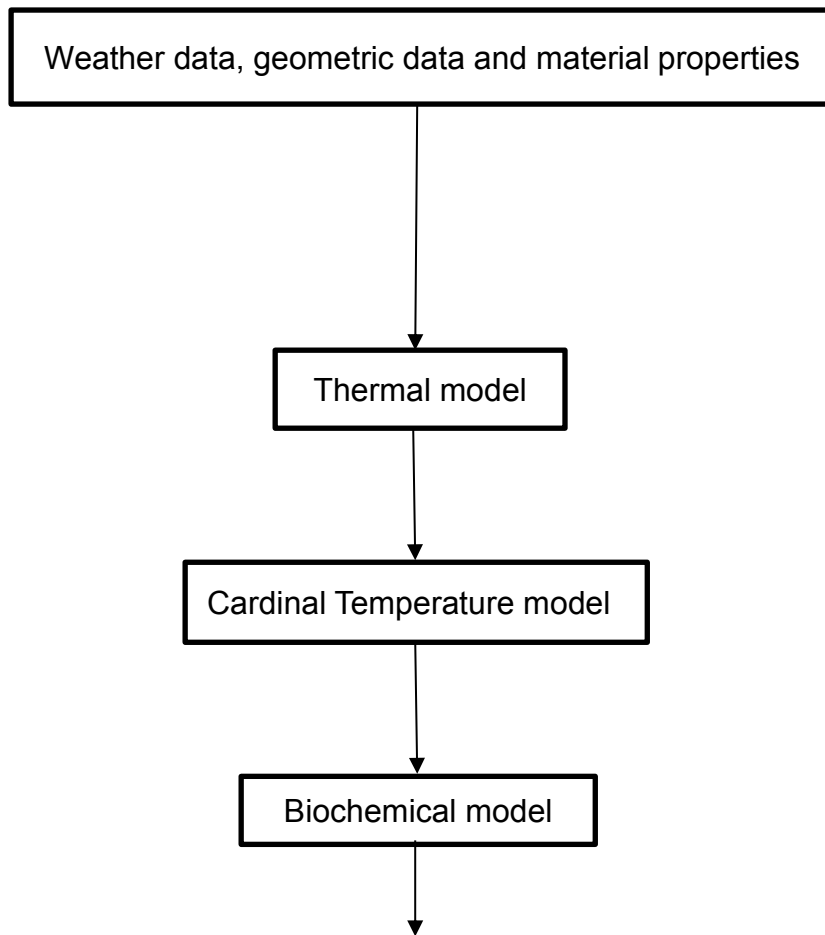 Weather data, geometric data and material properties
Thermal model
Cardinal Temperature model
Biochemical model